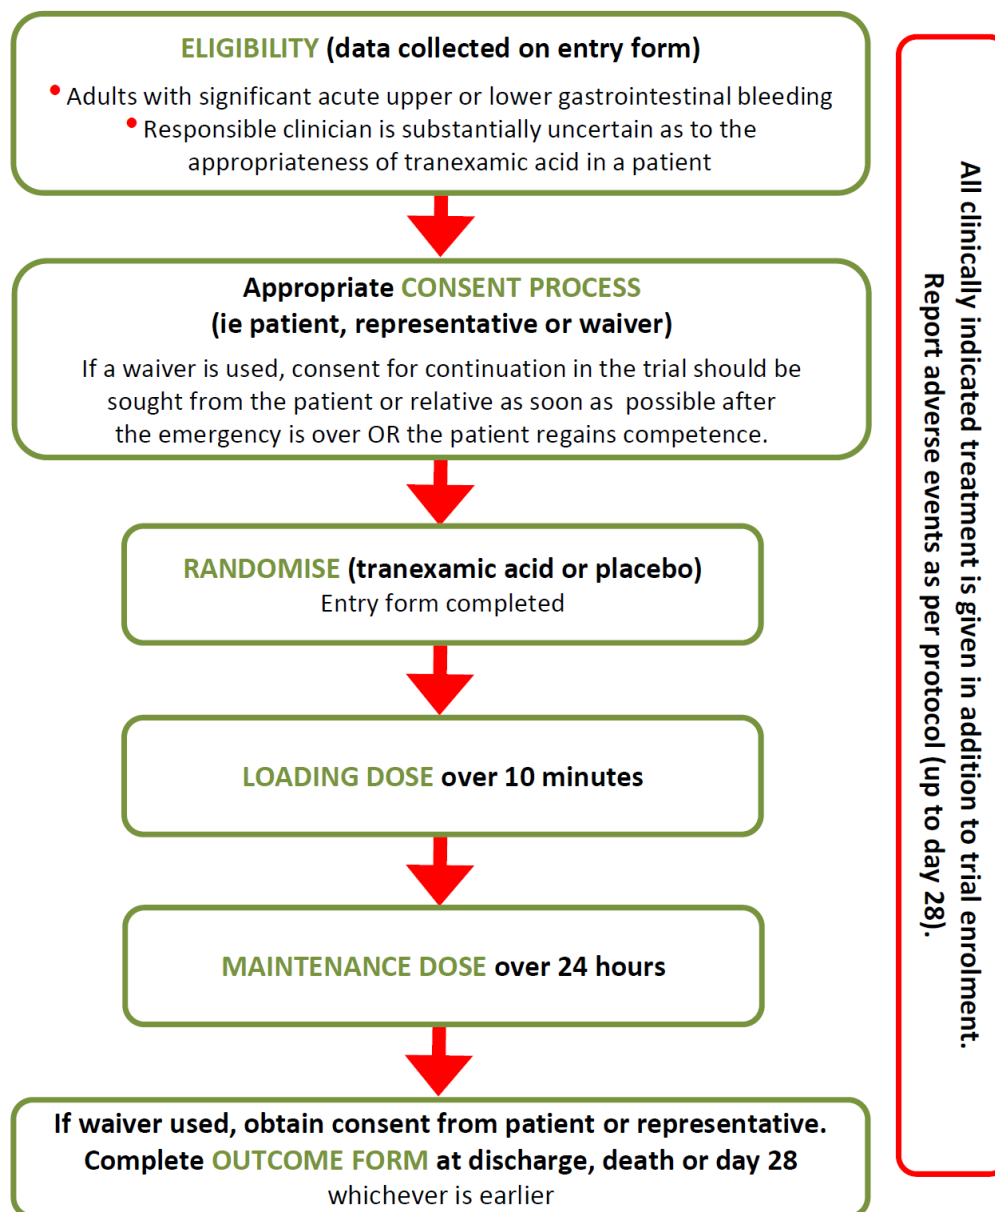 ELIGIBILITY (data collected on entry form)
• Adults with significant acute upper or lower gastrointestinal bleeding
• Responsible clinician is substantially uncertain as to the
appropriateness of tranexamic acid in a patient
Appropriate CONSENT PROCESS
(ie patient, representative or waiver)
If a waiver is used, consent for continuation in the trial should be
sought from the patient or relative as soon as possible after
the emergency is over OR the patient regains competence.
RANDOMISE (tranexamic acid or placebo)
Entry form completed
LOADING DOSE over 10 minutes
MAINTENANCE DOSE over 24 hours
If waiver used, obtain consent from patient or representative.
Complete OUTCOME FORM at discharge, death or day 28
whichever is earlier
All clinically indicated treatment is given in addition to trial enrolment.
Report adverse events as per protocol (up to day 28).